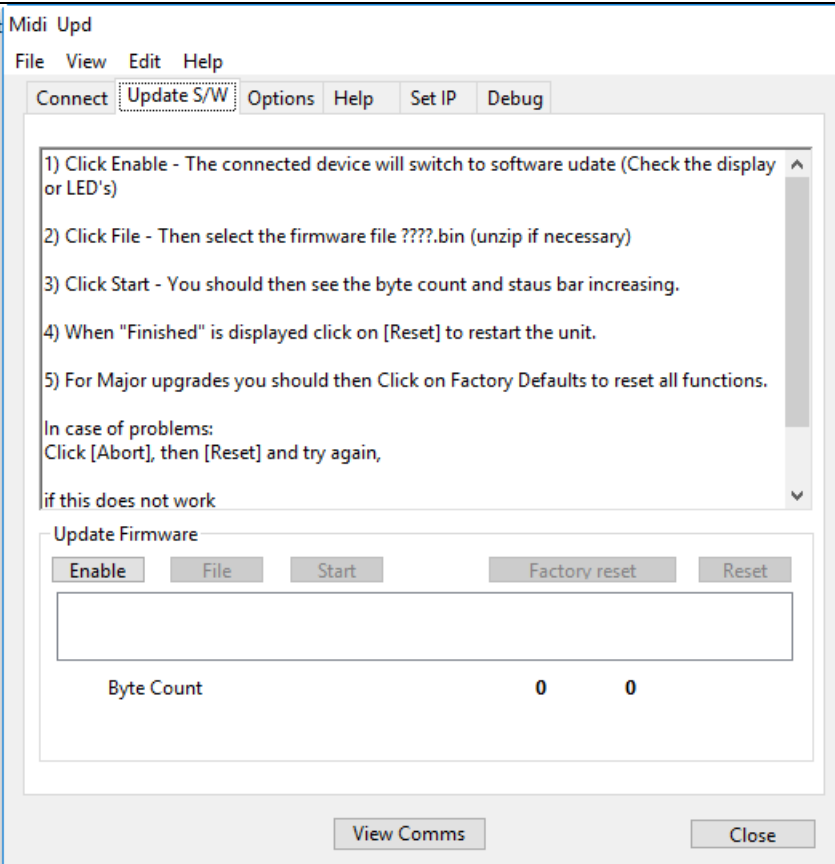 Midi Upd
File View Edit Help
Connect Update S/W Options Help Set IP Debug
1) Click Enable - The connected device will switch to software udate (Check the display
or LED's)
2) Click File - Then select the firmware file ????.bin (unzip if necessary)
3) Click Start - You should then see the byte count and staus bar increasing.
4) When "Finished" is displayed click on [Reset] to restart the unit.
5) For Major upgrades you should then Click on Factory Defaults to reset all functions.
In case of problems:
Click [Abort], then [Reset] and try again,
if this does not work
Update Firmware
Enable File Start Factory reset Reset
Byte Count 0 0
View Comms Close